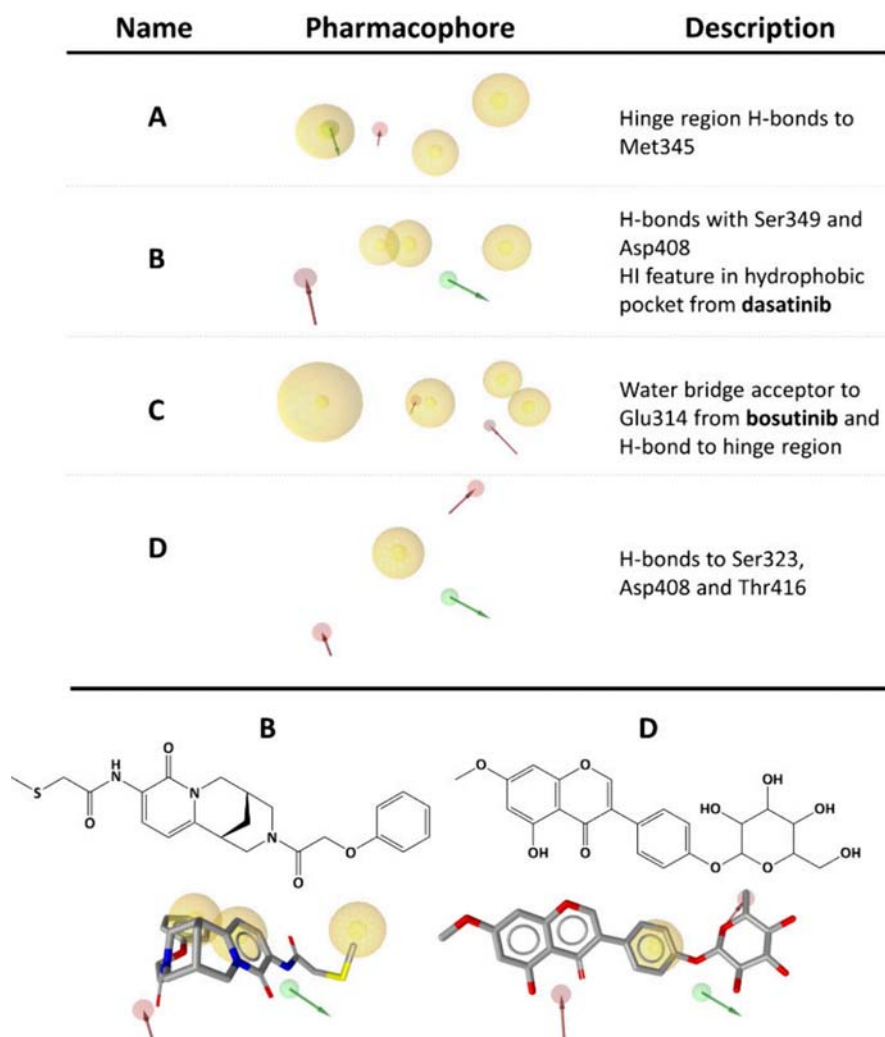 Name Pharmacophore Description
A
Hinge region H-bonds to
Met345
B
H-bonds with Ser349 and
Asp408
HI feature in hydrophobic
pocket from dasatinib
C
Water bridge acceptor to
Glu314 from bosutinib and
H-bond to hinge region
D
H-bonds to Ser323,
Asp408 and Thr416
B D
S
O
H
N
O
N
N
O
O
O
O
OH
O
O
HO
OH
OH
O
OH